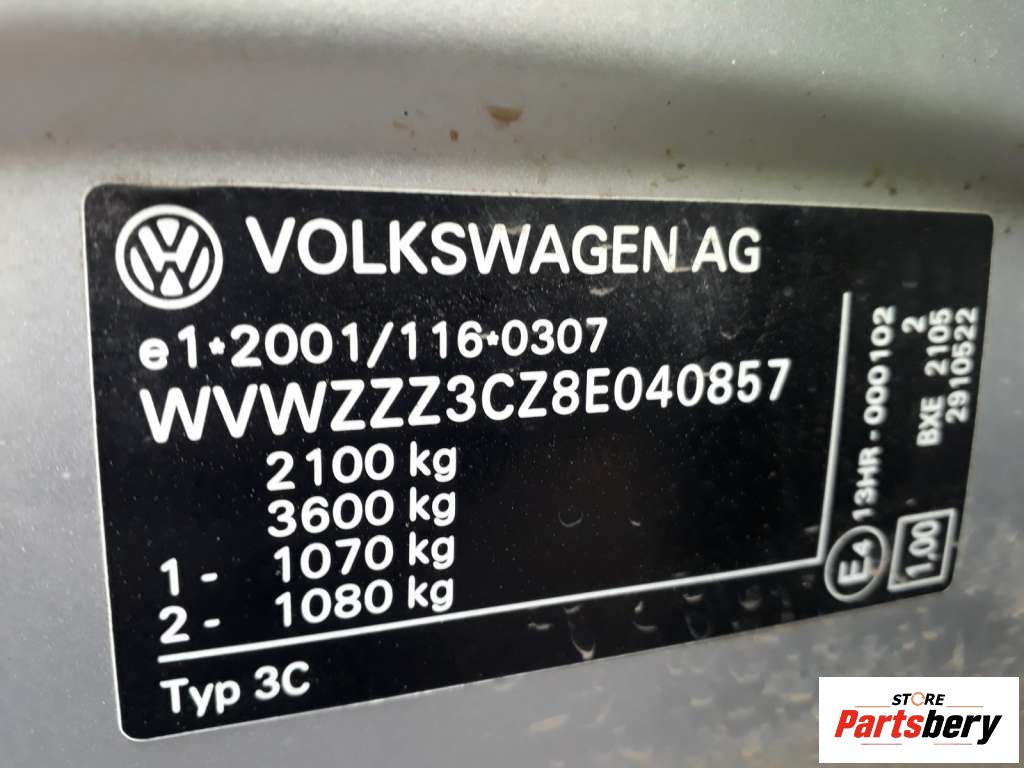 VOLKSWAGEN AG
e1*2001/116*0307
WVWZZZ3CZ8E040857
2100 kg
3600 kg
1 - 1070 kg
2 - 1080 kg
Typ 3C
E4 13HR-000102
2
BXE 2105
2910522
1,00
STORE
Partsbery